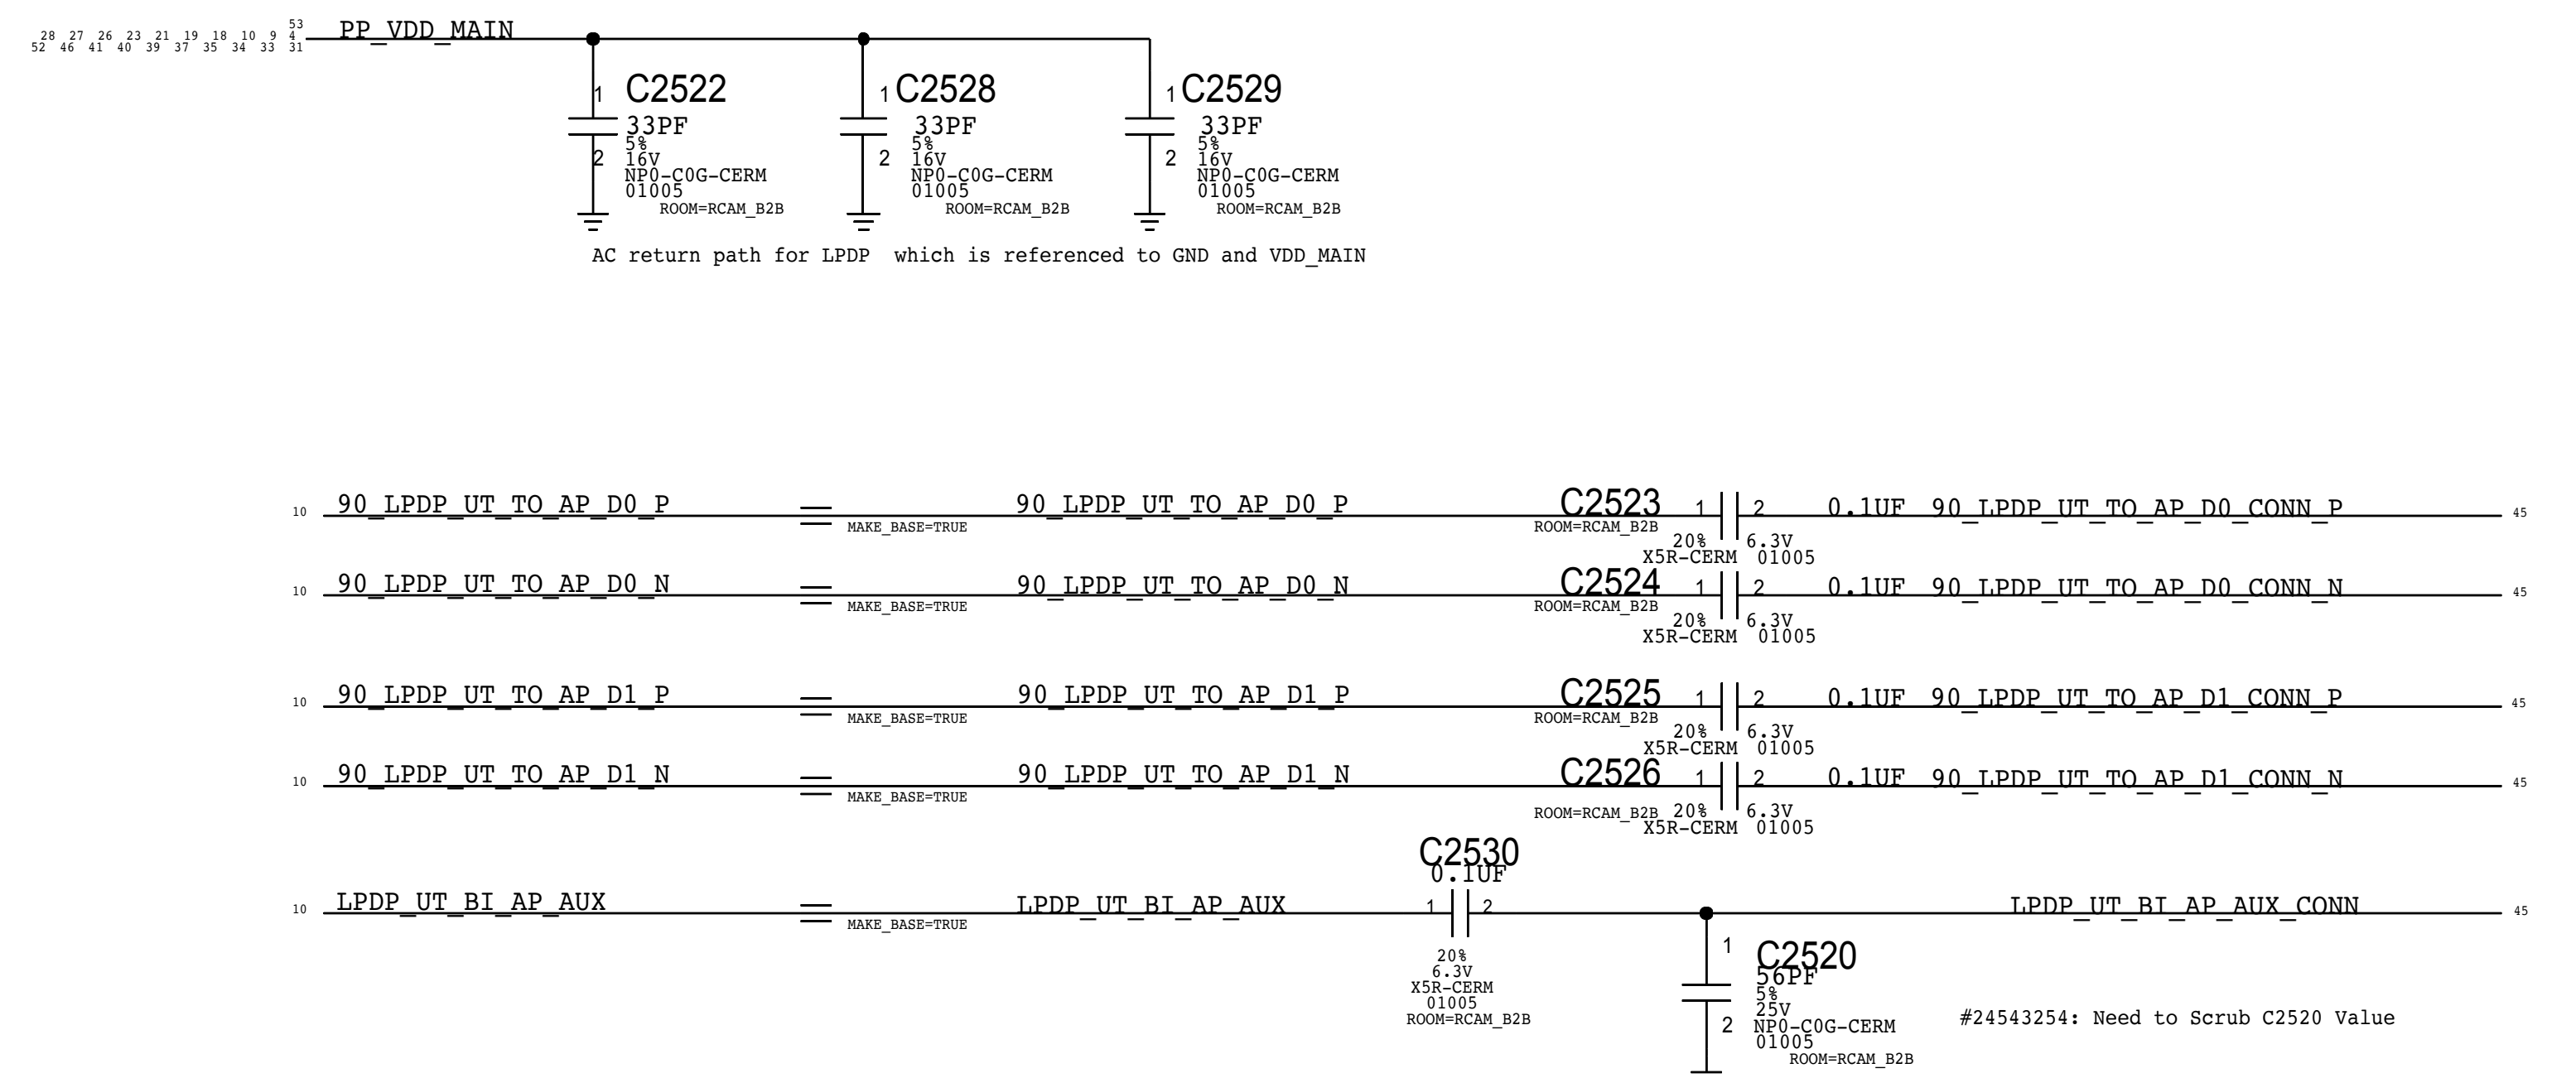 53
28 27 26 23 21 19 18 10 9 4
52 46 41 40 39 37 35 34 33 31
PP_VDD_MAIN
1 C2522
33PF
5%
2 16V
NP0-C0G-CERM
01005
ROOM=RCAM_B2B
1 C2528
33PF
5%
2 16V
NP0-C0G-CERM
01005
ROOM=RCAM_B2B
1 C2529
33PF
5%
2 16V
NP0-C0G-CERM
01005
ROOM=RCAM_B2B
AC return path for LPDP which is referenced to GND and VDD_MAIN
10 90_LPDP_UT_TO_AP_D0_P 90_LPDP_UT_TO_AP_D0_P C2523 1 2 0.1UF 90_LPDP_UT_TO_AP_D0_CONN_P 45
MAKE_BASE=TRUE ROOM=RCAM_B2B
20% 6.3V
X5R-CERM 01005
10 90_LPDP_UT_TO_AP_D0_N 90_LPDP_UT_TO_AP_D0_N C2524 1 2 0.1UF 90_LPDP_UT_TO_AP_D0_CONN_N 45
MAKE_BASE=TRUE ROOM=RCAM_B2B
20% 6.3V
X5R-CERM 01005
10 90_LPDP_UT_TO_AP_D1_P 90_LPDP_UT_TO_AP_D1_P C2525 1 2 0.1UF 90_LPDP_UT_TO_AP_D1_CONN_P 45
MAKE_BASE=TRUE ROOM=RCAM_B2B
20% 6.3V
X5R-CERM 01005
10 90_LPDP_UT_TO_AP_D1_N 90_LPDP_UT_TO_AP_D1_N C2526 1 2 0.1UF 90_LPDP_UT_TO_AP_D1_CONN_N 45
MAKE_BASE=TRUE
ROOM=RCAM_B2B 20% 6.3V
X5R-CERM 01005
C2530
0.1UF
10 LPDP_UT_BI_AP_AUX LPDP_UT_BI_AP_AUX 1 2 LPDP_UT_BI_AP_AUX_CONN 45
MAKE_BASE=TRUE
20%
6.3V
X5R-CERM
01005
ROOM=RCAM_B2B
1 C2520
56PF
5%
25V
2 NP0-C0G-CERM
01005
ROOM=RCAM_B2B
#24543254: Need to Scrub C2520 Value